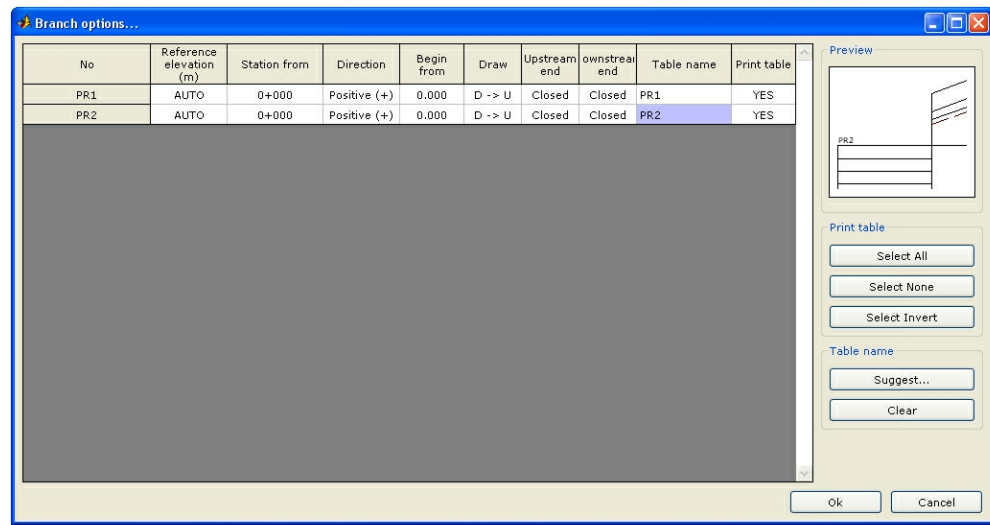 Branch options...
No Reference elevation (m) Station from Direction Begin from Draw Upstream end ownstrea end Table name Print table
PR1 AUTO 0+000 Positive (+) 0.000 D -> U Closed Closed PR1 YES
PR2 AUTO 0+000 Positive (+) 0.000 D -> U Closed Closed PR2 YES
Preview
PR2
Print table
Select All
Select None
Select Invert
Table name
Suggest...
Clear
Ok Cancel